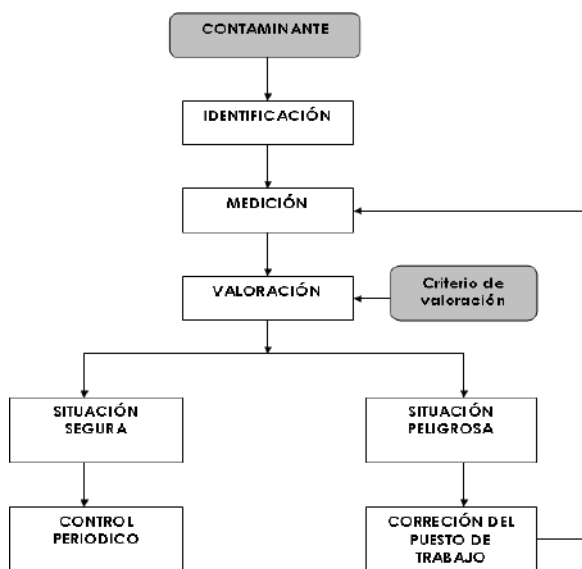 CONTAMINANTE
IDENTIFICACIÓN
MEDICIÓN
VALORACIÓN
Criterio de
valoración
SITUACIÓN
SEGURA
SITUACIÓN
PELIGROSA
CONTROL
PERIODICO
CORRECIÓN DEL
PUESTO DE
TRABAJO